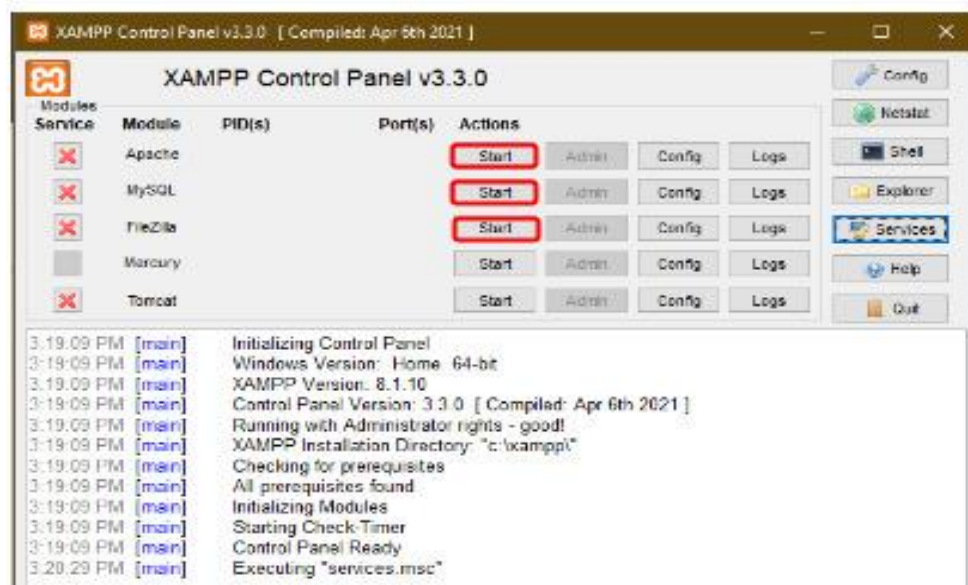 XAMPP Control Panel v3.3.0 [ Compiled: Apr 6th 2021 ]
XAMPP Control Panel v3.3.0
Config
Modules
Service Module PID(s) Port(s) Actions
Netstat
Apache Start Admin Config Logs
Shell
MySQL Start Admin Config Logs
Explorer
FileZilla Start Admin Config Logs
Services
Mercury Start Admin Config Logs
Help
Tomcat Start Admin Config Logs
Quit
3:19:09 PM [main] Initializing Control Panel
3:19:09 PM [main] Windows Version: Home 64-bit
3:19:09 PM [main] XAMPP Version: 8.1.10
3:19:09 PM [main] Control Panel Version: 3.3.0 [ Compiled: Apr 6th 2021 ]
3:19:09 PM [main] Running with Administrator rights - good!
3:19:09 PM [main] XAMPP Installation Directory: "c:\xampp\"
3:19:09 PM [main] Checking for prerequisites
3:19:09 PM [main] All prerequisites found
3:19:09 PM [main] Initializing Modules
3:19:09 PM [main] Starting Check-Timer
3:19:09 PM [main] Control Panel Ready
3:20:29 PM [main] Executing "services.msc"